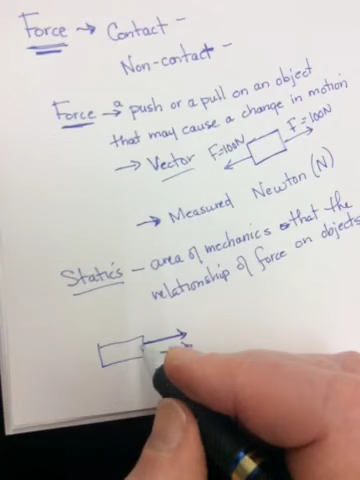 Force → Contact -
Non-contact -
Force → a push or a pull on an object
that may cause a change in motion
→ Vector F=100N F=100N
→ Measured Newton (N)
Statics - area of mechanics that the
relationship of force on objects